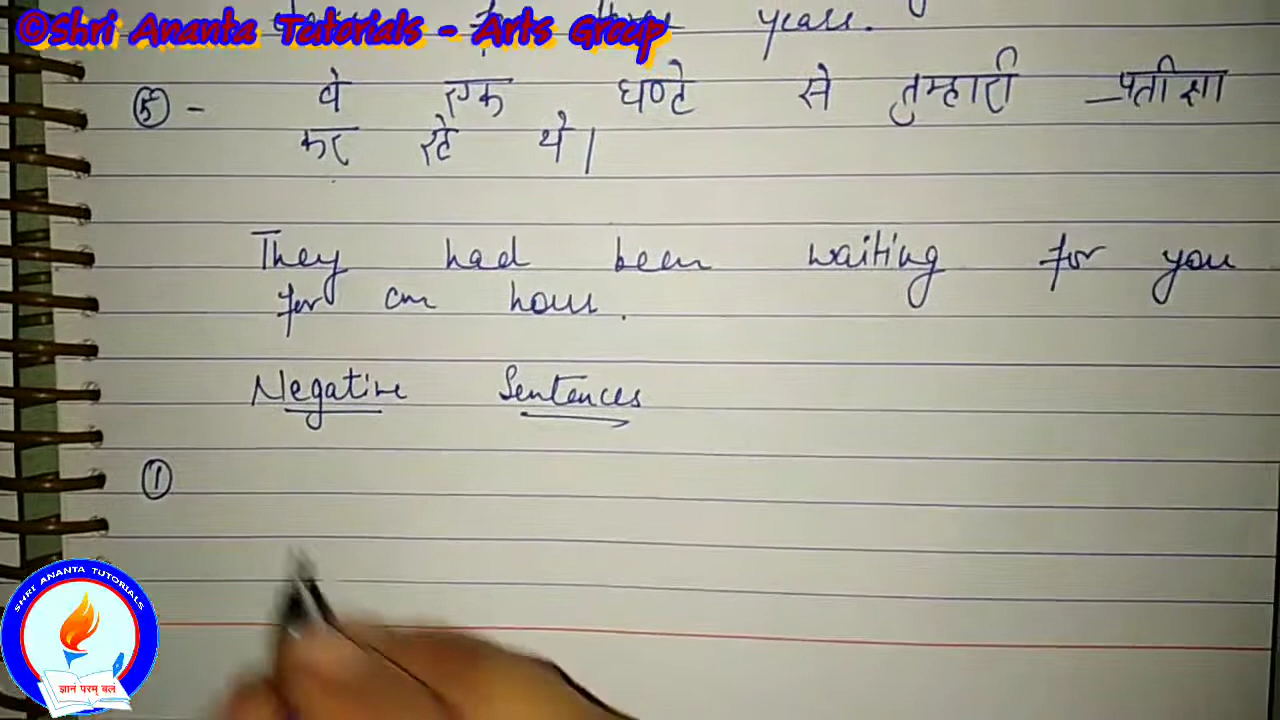 ©Shri Ananta Tutorials - Arts Group
years.
⑤ - वे एक घण्टे से तुम्हारी प्रतीक्षा
कर रहे थे।
They had been waiting for you
for an hour.
Negative Sentences
①
SHRI ANANTA TUTORIALS
ज्ञानं परमं बलं